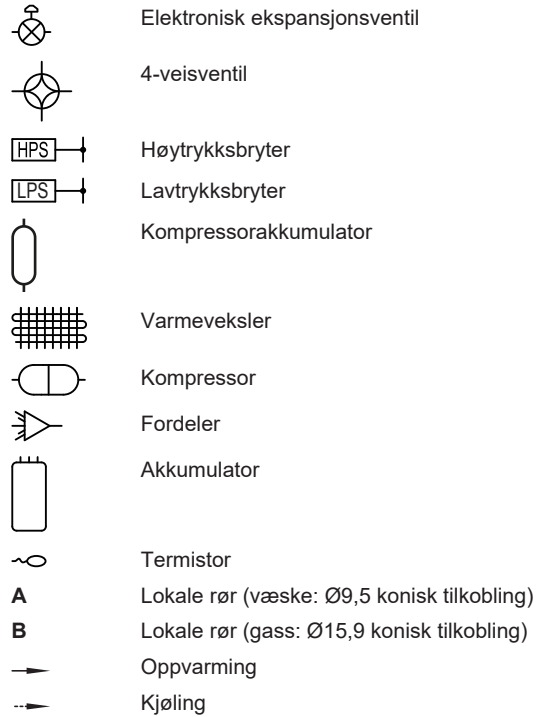 Elektronisk ekspansjonsventil
4-veisventil
HPS Høytrykksbryter
LPS Lavtrykksbryter
Kompressorakkumulator
Varmeveksler
Kompressor
Fordeler
Akkumulator
Termistor
A Lokale rør (væske: Ø9,5 konisk tilkobling)
B Lokale rør (gass: Ø15,9 konisk tilkobling)
Oppvarming
Kjøling